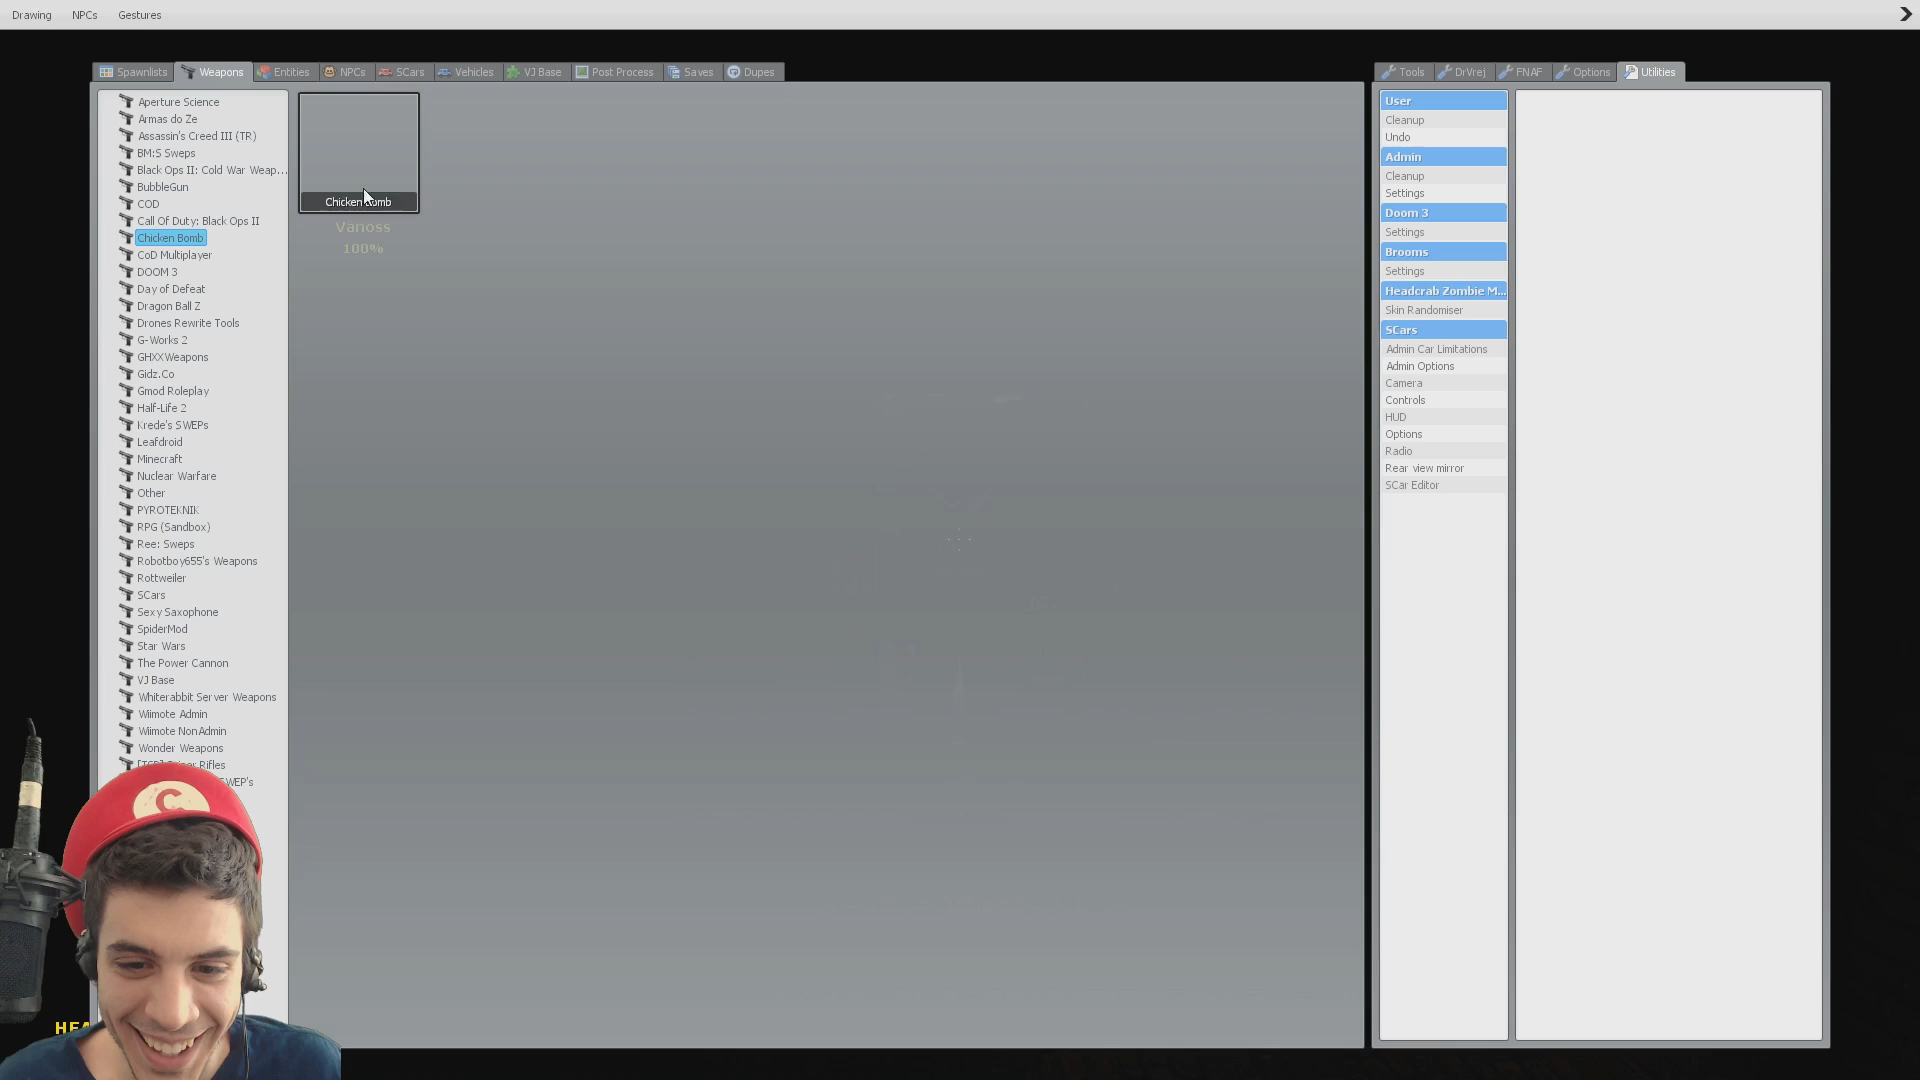 Drawing
NPCs
Gestures
Spawnlists
Weapons
Entities
NPCs
SCars
Vehicles
VJ Base
Post Process
Saves
Dupes
Aperture Science
Armas do Ze
Assassin's Creed III (TR)
BM:S Sweps
Black Ops II: Cold War Weap...
BubbleGun
COD
Call Of Duty: Black Ops II
Chicken Bomb
CoD Multiplayer
DOOM 3
Day of Defeat
Dragon Ball Z
Drones Rewrite Tools
G-Works 2
GHXXWeapons
Gidz.Co
Gmod Roleplay
Half-Life 2
Krede's SWEPs
Leafdroid
Minecraft
Nuclear Warfare
Other
PYROTEKNIK
RPG (Sandbox)
Ree: Sweps
Robotboy655's Weapons
Rottweiler
SCars
Sexy Saxophone
SpiderMod
Star Wars
The Power Cannon
VJ Base
Whiterabbit Server Weapons
Wiimote Admin
Wiimote NonAdmin
Wonder Weapons
Rifles
SWEP's
C
HEA
Chicken Bomb
Vanoss
100%
Tools
DrVrej
FNAF
Options
Utilities
User
Cleanup
Undo
Admin
Cleanup
Settings
Doom 3
Settings
Brooms
Settings
Headcrab Zombie M...
Skin Randomiser
SCars
Admin Car Limitations
Admin Options
Camera
Controls
HUD
Options
Radio
Rear view mirror
SCar Editor